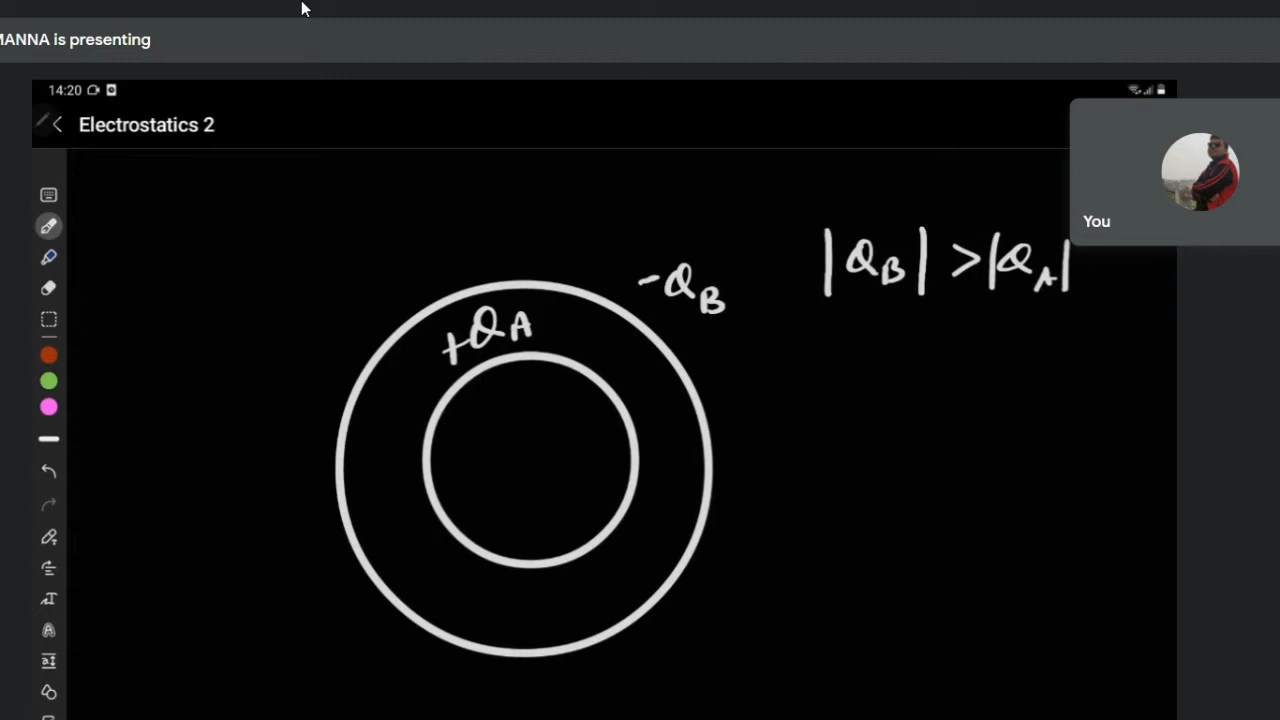 MANNA is presenting
14:20
Electrostatics 2
You
|QB| > |QA|
-QB
+QA